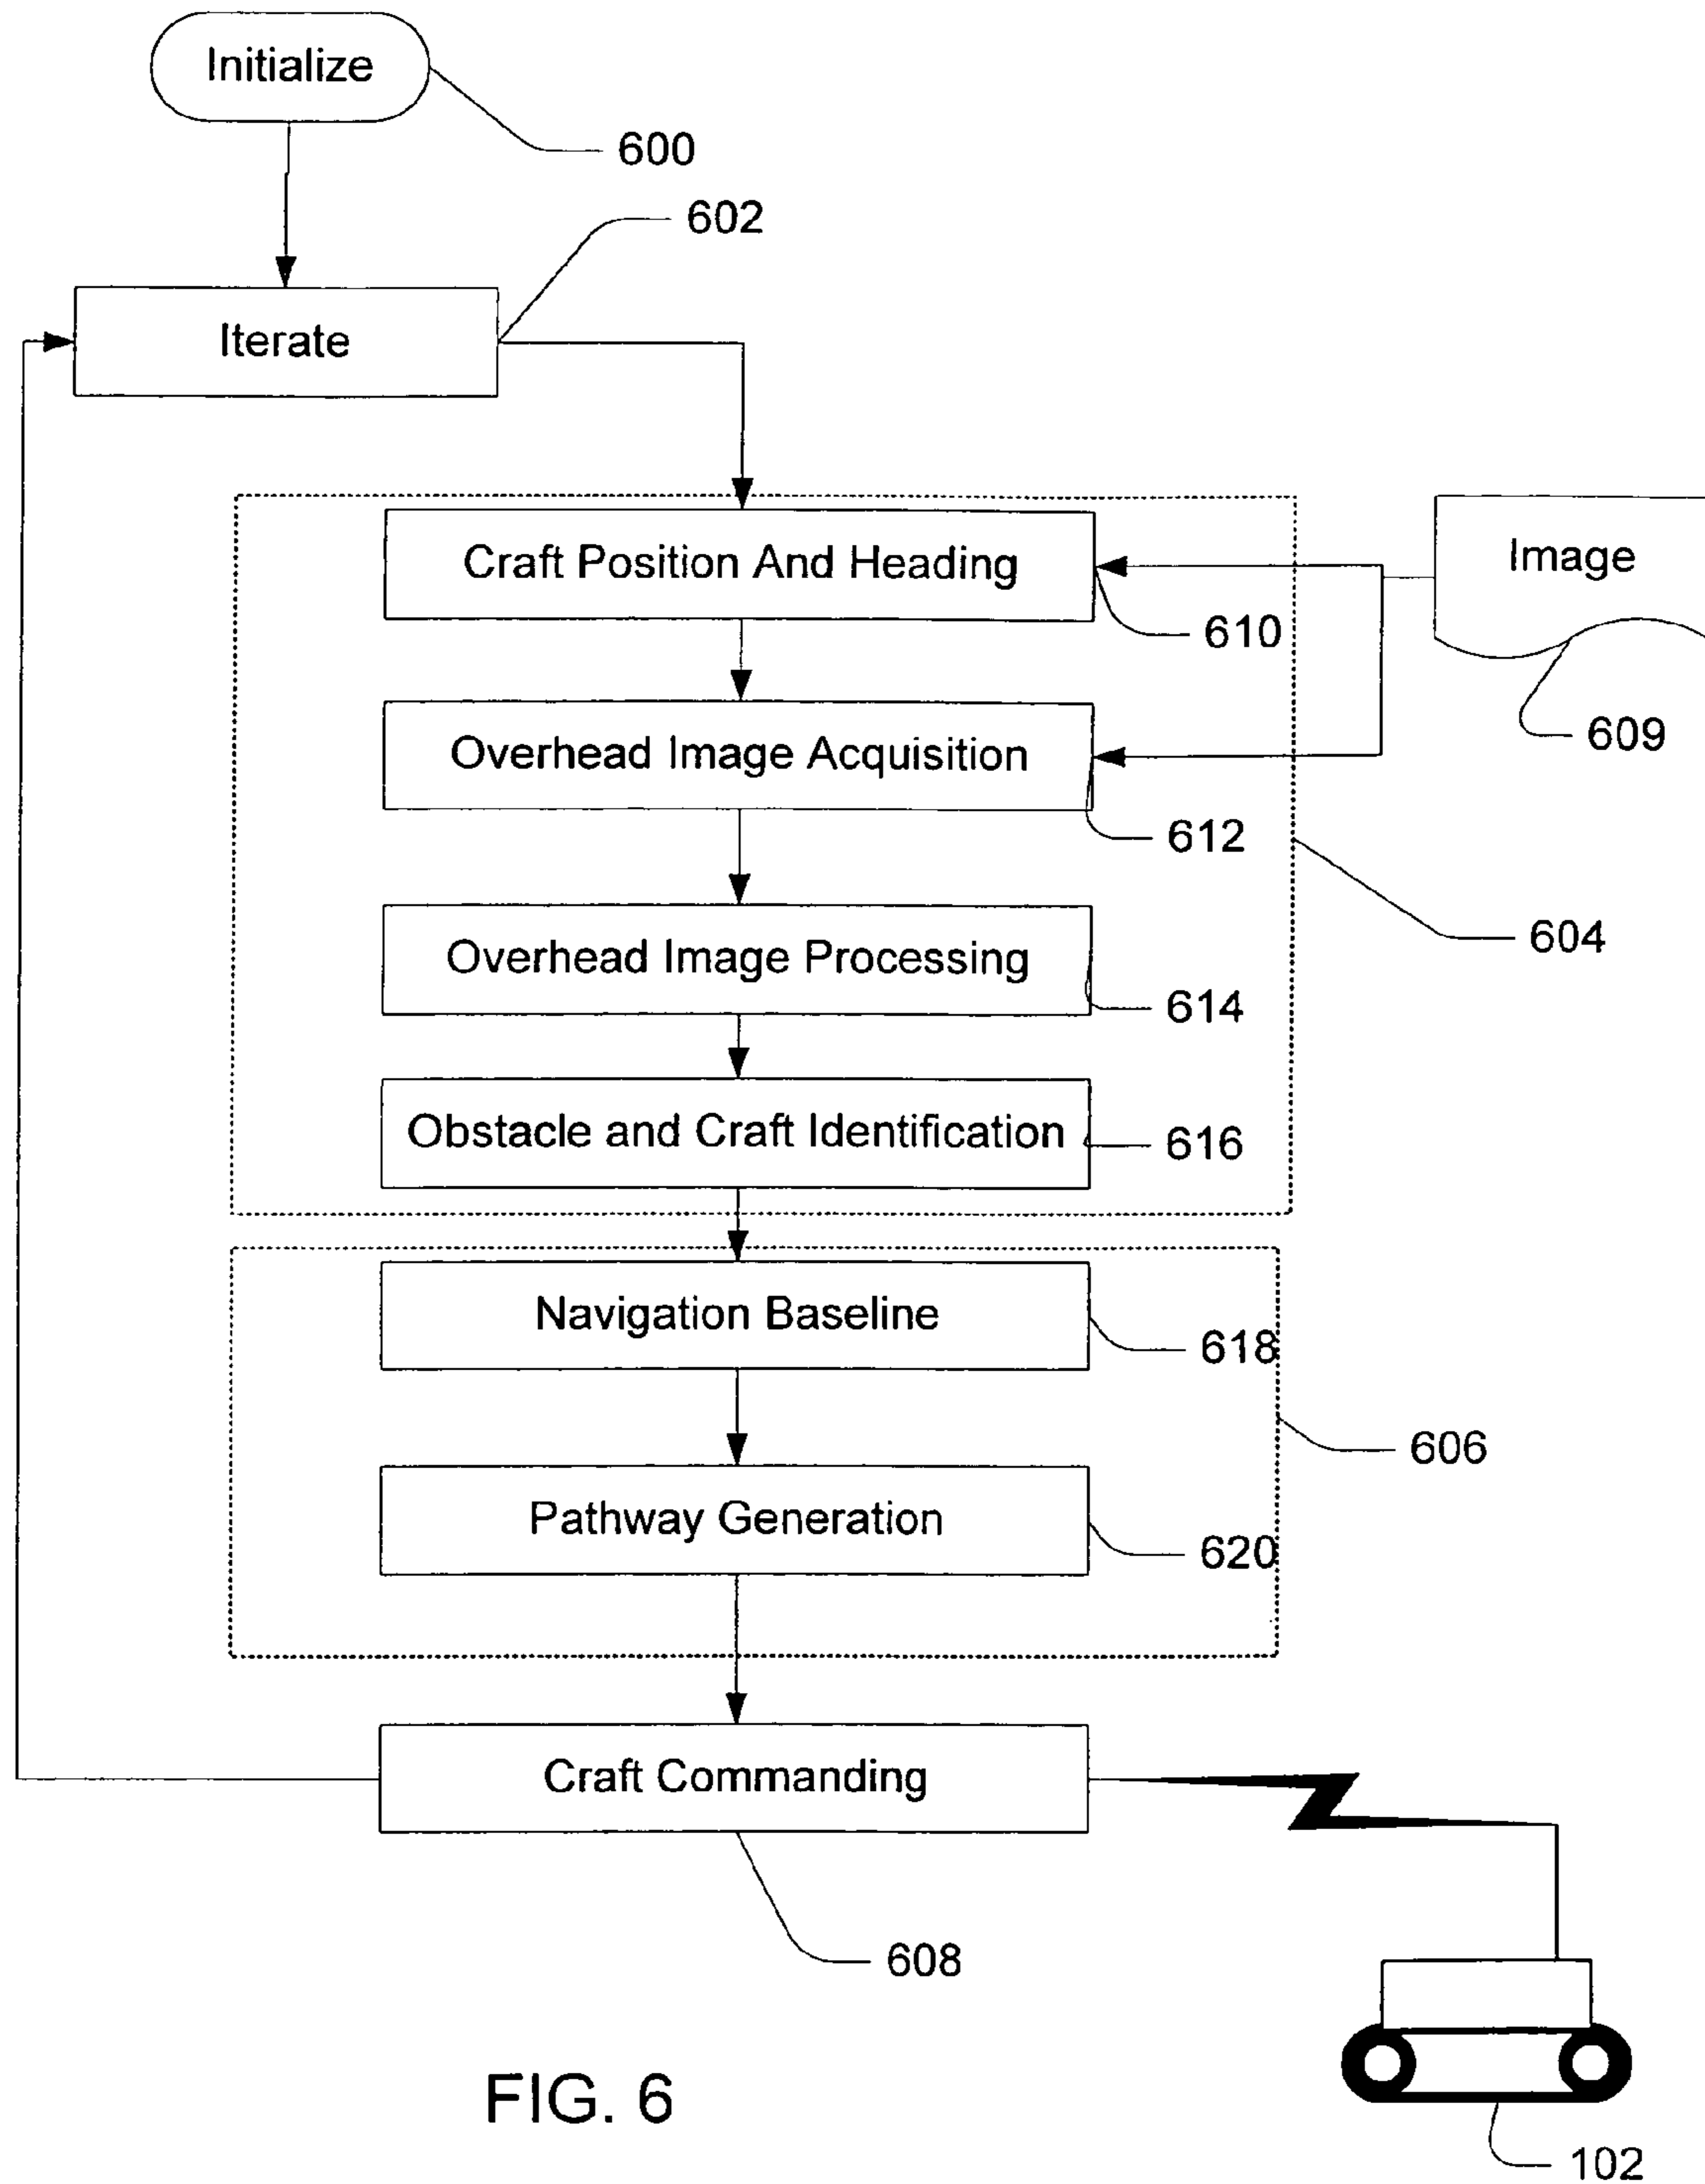 Initialize
600
602
Iterate
Craft Position And Heading
Image
610
609
Overhead Image Acquisition
612
604
Overhead Image Processing
614
Obstacle and Craft Identification
616
Navigation Baseline
618
606
Pathway Generation
620
Craft Commanding
608
FIG. 6
102